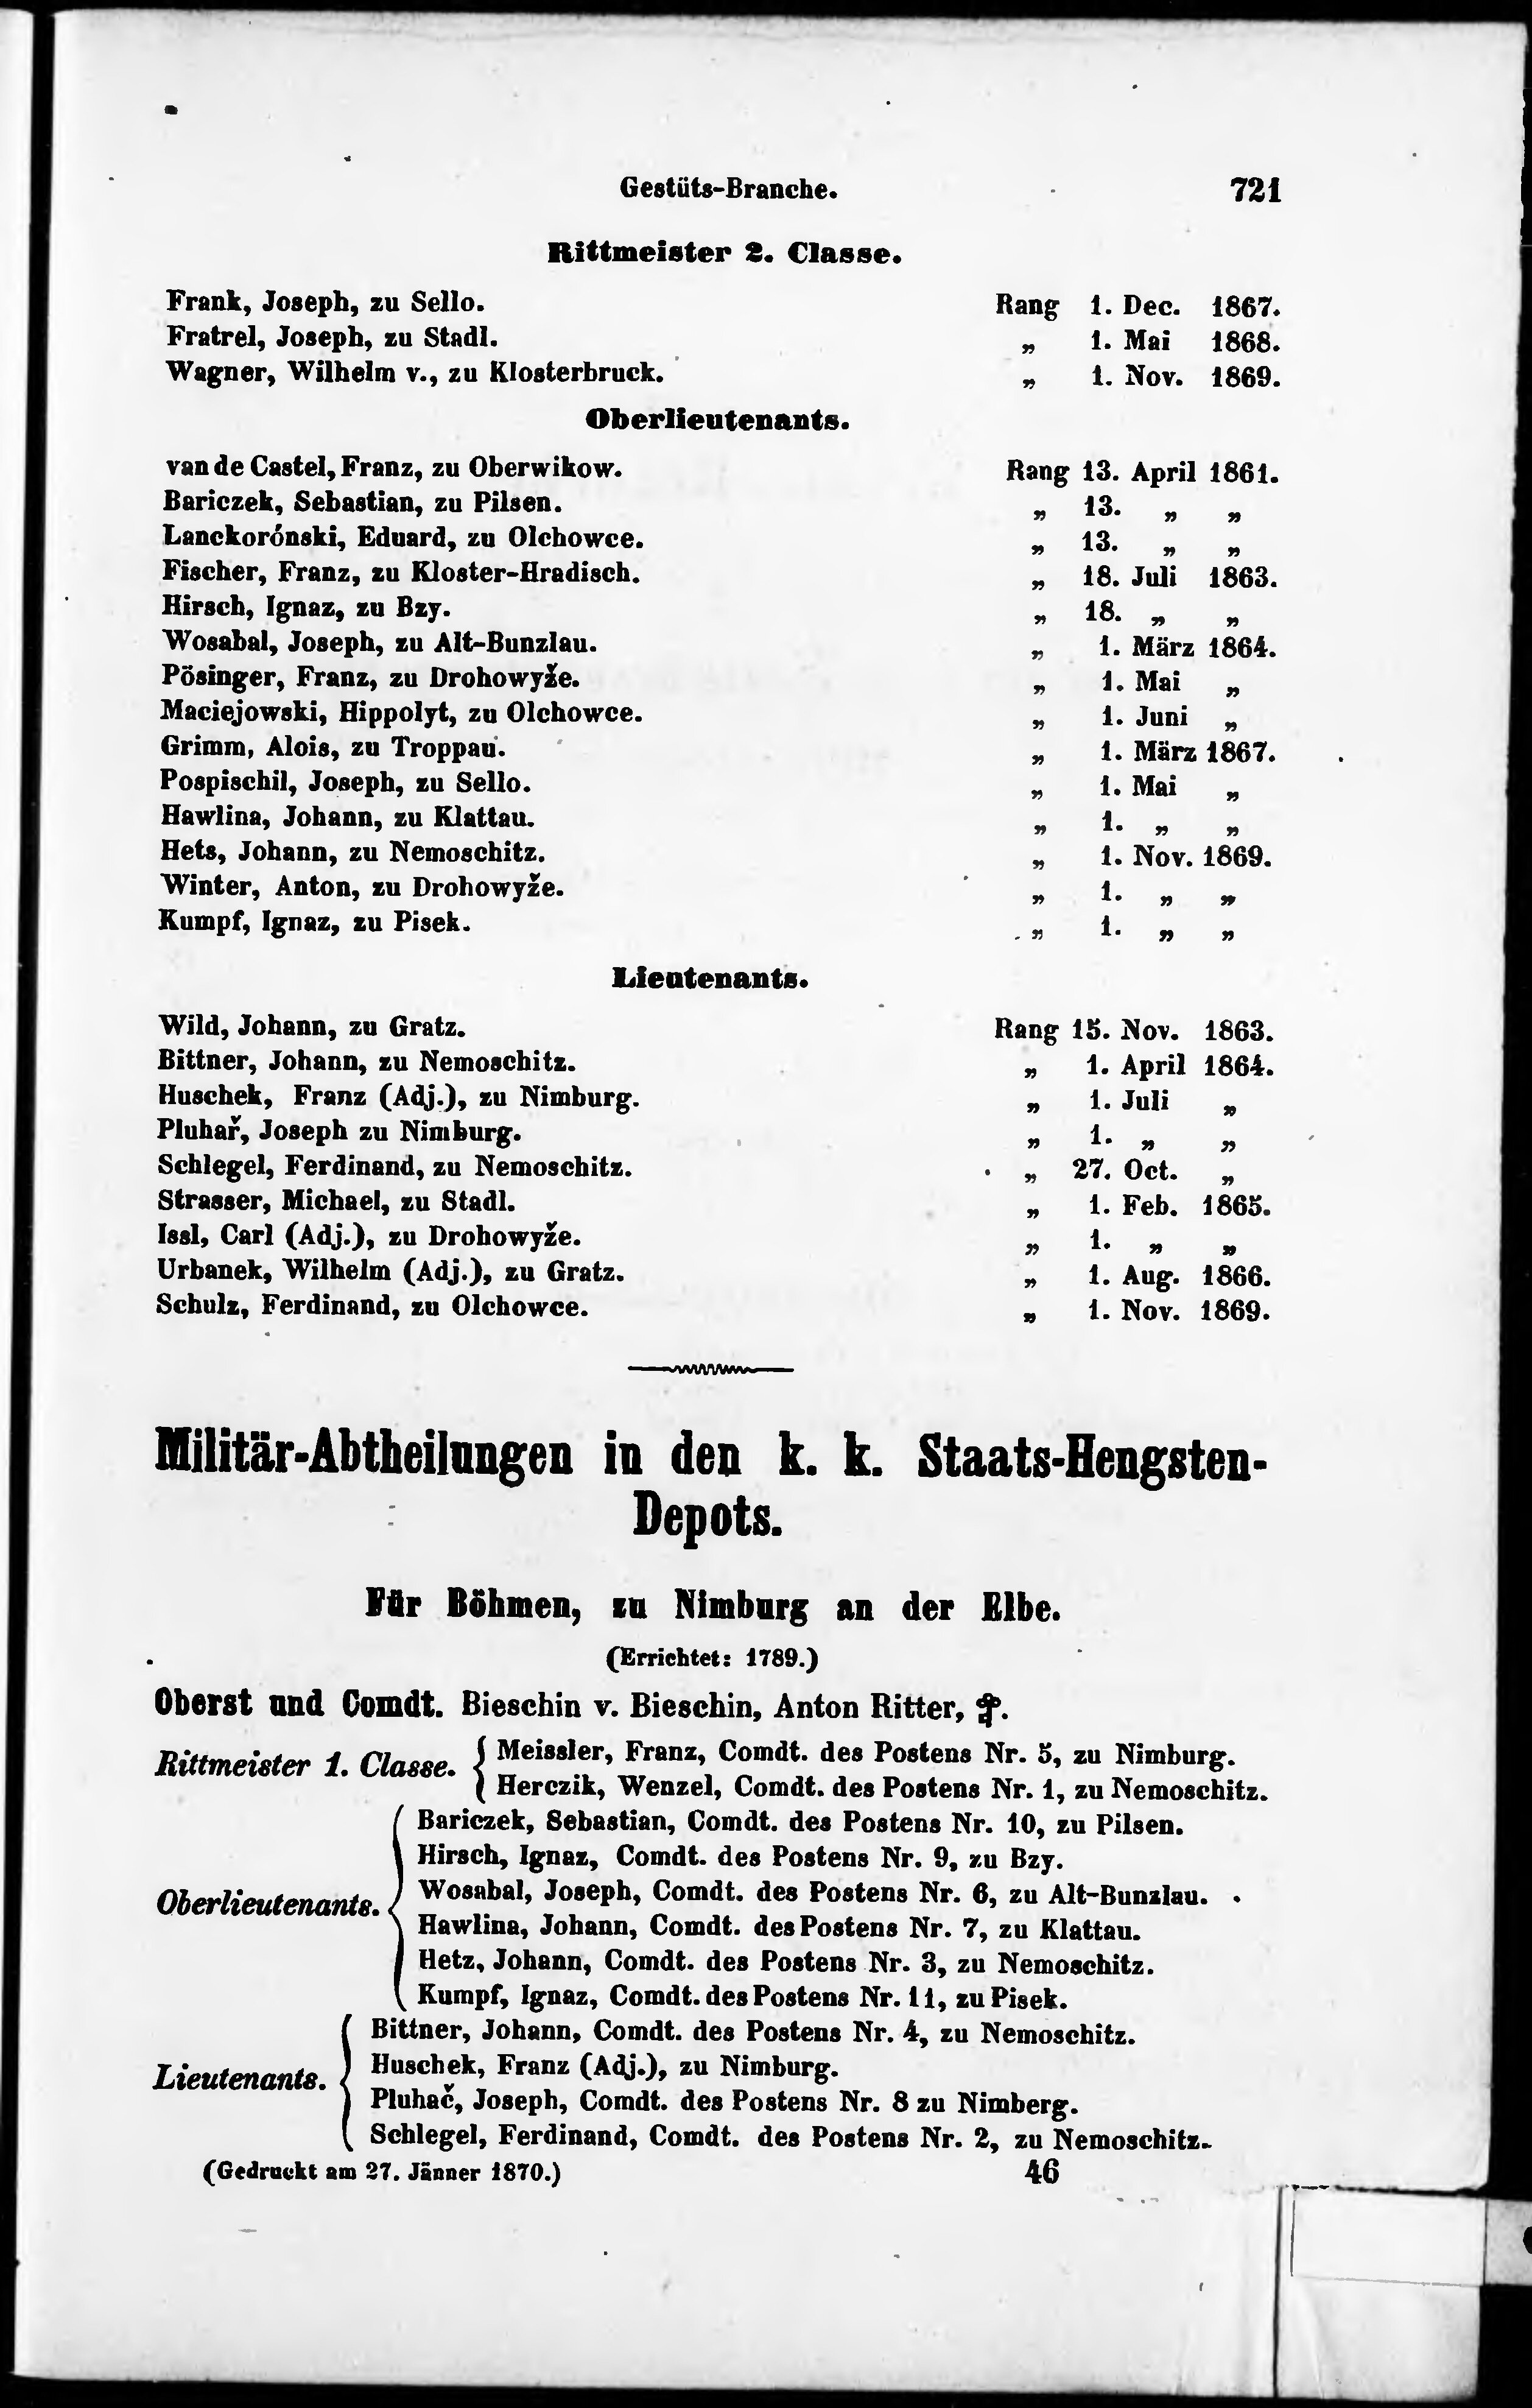 Gestüts-Branche. 721
Rittmeister 2. Classe.
Frank, Joseph, zu Sello. Rang 1. Dec. 1867.
Fratrel, Joseph, zu Stadl. „ 1. Mai 1868.
Wagner, Wilhelm v., zu Klosterbruck. „ 1. Nov. 1869.
Oberlieutenants.
van de Castel, Franz, zu Oberwikow. Rang 13. April 1861.
Bariczek, Sebastian, zu Pilsen. „ 13. „ „
Lanckorónski, Eduard, zu Olchowce. „ 13. „ „
Fischer, Franz, zu Kloster-Hradisch. „ 18. Juli 1863.
Hirsch, Ignaz, zu Bzy. „ 18. „ „
Wosabal, Joseph, zu Alt-Bunzlau. „ 1. März 1864.
Pösinger, Franz, zu Drohowyže. „ 1. Mai „
Maciejowski, Hippolyt, zu Olchowce. „ 1. Juni „
Grimm, Alois, zu Troppau. „ 1. März 1867.
Pospischil, Joseph, zu Sello. „ 1. Mai „
Hawlina, Johann, zu Klattau. „ 1. „ „
Hets, Johann, zu Nemoschitz. „ 1. Nov. 1869.
Winter, Anton, zu Drohowyže. „ 1. „ „
Kumpf, Ignaz, zu Pisek. „ 1. „ „
Lieutenants.
Wild, Johann, zu Gratz. Rang 15. Nov. 1863.
Bittner, Johann, zu Nemoschitz. „ 1. April 1864.
Huschek, Franz (Adj.), zu Nimburg. „ 1. Juli „
Pluhař, Joseph zu Nimburg. „ 1. „ „
Schlegel, Ferdinand, zu Nemoschitz. „ 27. Oct. „
Strasser, Michael, zu Stadl. „ 1. Feb. 1865.
Issl, Carl (Adj.), zu Drohowyže. „ 1. „ „
Urbanek, Wilhelm (Adj.), zu Gratz. „ 1. Aug. 1866.
Schulz, Ferdinand, zu Olchowce. „ 1. Nov. 1869.
Militär-Abtheilungen in den k. k. Staats-Hengsten-
Depots.
Für Böhmen, zu Nimburg an der Elbe.
(Errichtet: 1789.)
Oberst und Comdt. Bieschin v. Bieschin, Anton Ritter, .
Rittmeister 1. Classe. { Meissler, Franz, Comdt. des Postens Nr. 5, zu Nimburg.
Herczik, Wenzel, Comdt. des Postens Nr. 1, zu Nemoschitz.
Bariczek, Sebastian, Comdt. des Postens Nr. 10, zu Pilsen.
Hirsch, Ignaz, Comdt. des Postens Nr. 9, zu Bzy.
Oberlieutenants. { Wosabal, Joseph, Comdt. des Postens Nr. 6, zu Alt-Bunzlau.
Hawlina, Johann, Comdt. des Postens Nr. 7, zu Klattau.
Hetz, Johann, Comdt. des Postens Nr. 3, zu Nemoschitz.
Kumpf, Ignaz, Comdt. des Postens Nr. 11, zu Pisek.
Bittner, Johann, Comdt. des Postens Nr. 4, zu Nemoschitz.
Lieutenants. { Huschek, Franz (Adj.), zu Nimburg.
Pluhač, Joseph, Comdt. des Postens Nr. 8 zu Nimberg.
Schlegel, Ferdinand, Comdt. des Postens Nr. 2, zu Nemoschitz.
(Gedruckt am 27. Jänner 1870.) 46